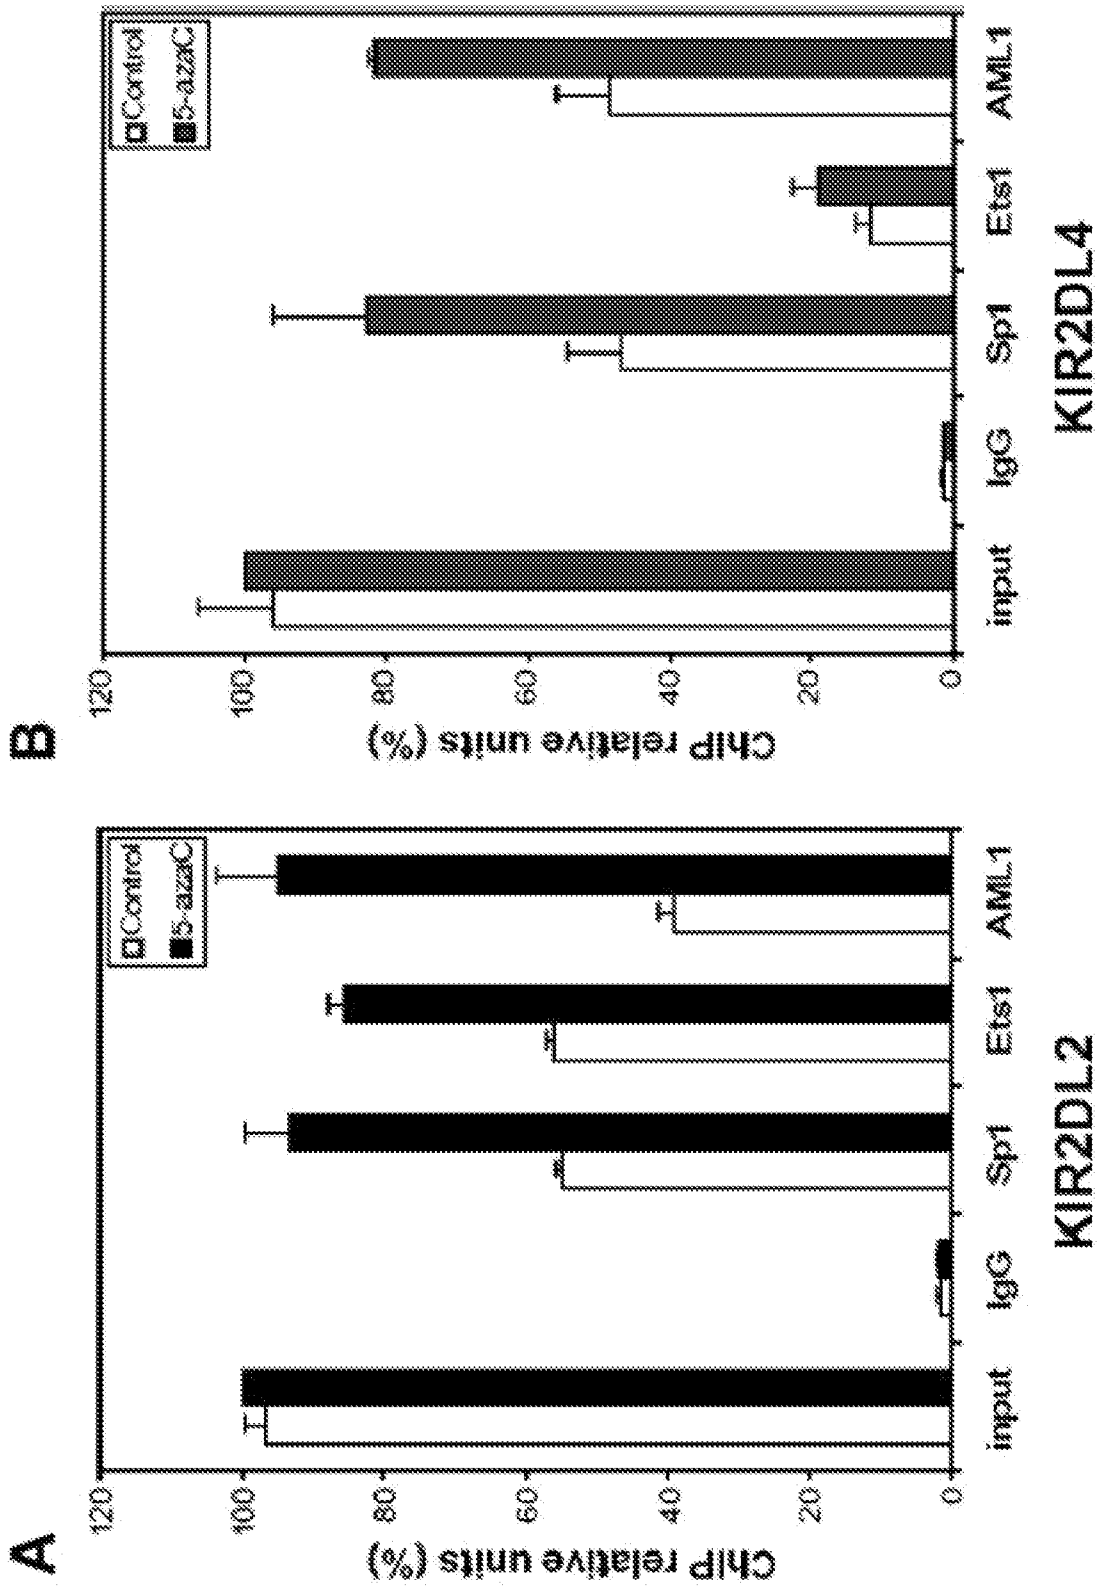 A
ChIP relative units (%)
120
100
80
60
40
20
0
Control
5-azaC
input IgG Sp1 Ets1 AML1
KIR2DL2
B
ChIP relative units (%)
120
100
80
60
40
20
0
Control
5-azaC
input IgG Sp1 Ets1 AML1
KIR2DL4